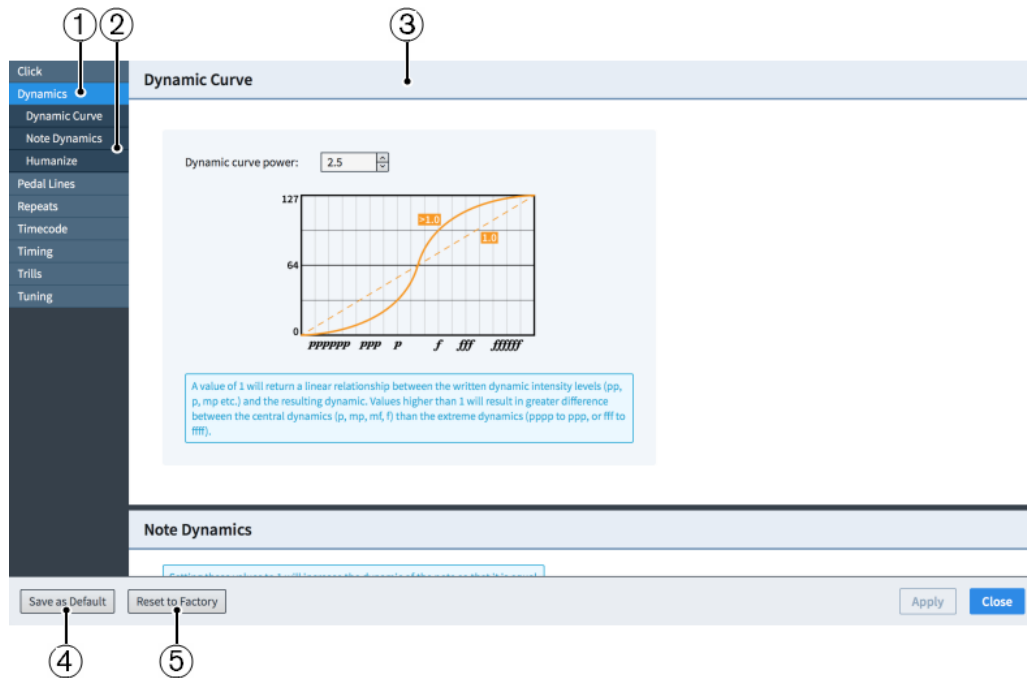 ① ② ③
Click
Dynamics
Dynamic Curve
Note Dynamics
Humanize
Pedal Lines
Repeats
Timecode
Timing
Trills
Tuning
Dynamic Curve
Dynamic curve power: 2.5
127
>1.0
1.0
64
0
pppppp ppp p f fff ffffff
A value of 1 will return a linear relationship between the written dynamic intensity levels (pp,
p, mp etc.) and the resulting dynamic. Values higher than 1 will result in greater difference
between the central dynamics (p, mp, mf, f) than the extreme dynamics (pppp to ppp, or fff to
ffff).
Note Dynamics
Save as Default Reset to Factory Apply Close
④ ⑤